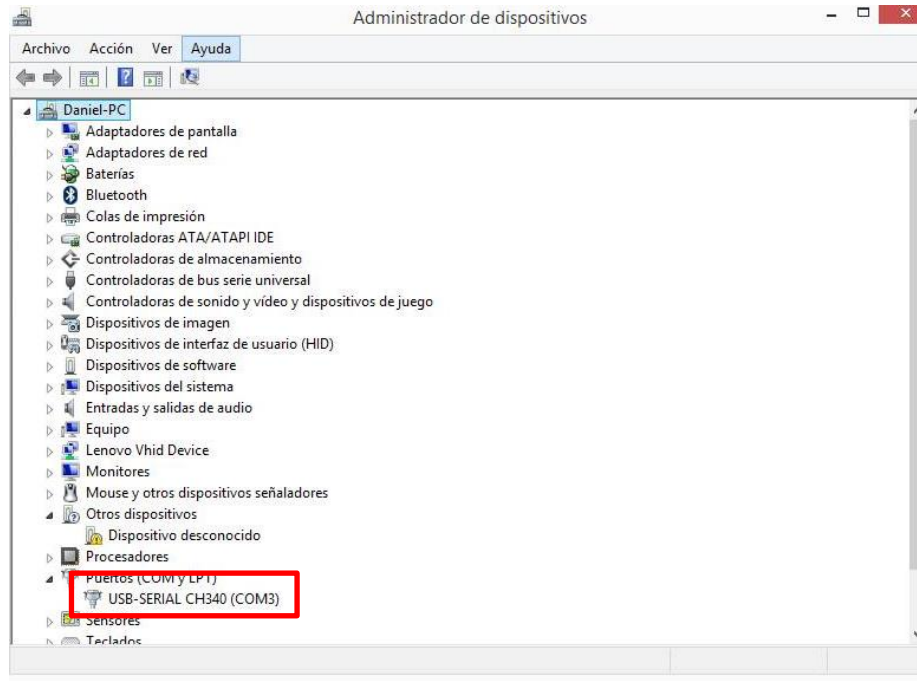 Administrador de dispositivos
Archivo Acción Ver Ayuda
Daniel-PC
Adaptadores de pantalla
Adaptadores de red
Baterías
Bluetooth
Colas de impresión
Controladoras ATA/ATAPI IDE
Controladoras de almacenamiento
Controladoras de bus serie universal
Controladoras de sonido y vídeo y dispositivos de juego
Dispositivos de imagen
Dispositivos de interfaz de usuario (HID)
Dispositivos de software
Dispositivos del sistema
Entradas y salidas de audio
Equipo
Lenovo Vhid Device
Monitores
Mouse y otros dispositivos señaladores
Otros dispositivos
Dispositivo desconocido
Procesadores
Puertos (COM y LPT)
USB-SERIAL CH340 (COM3)
Sensores
Teclados